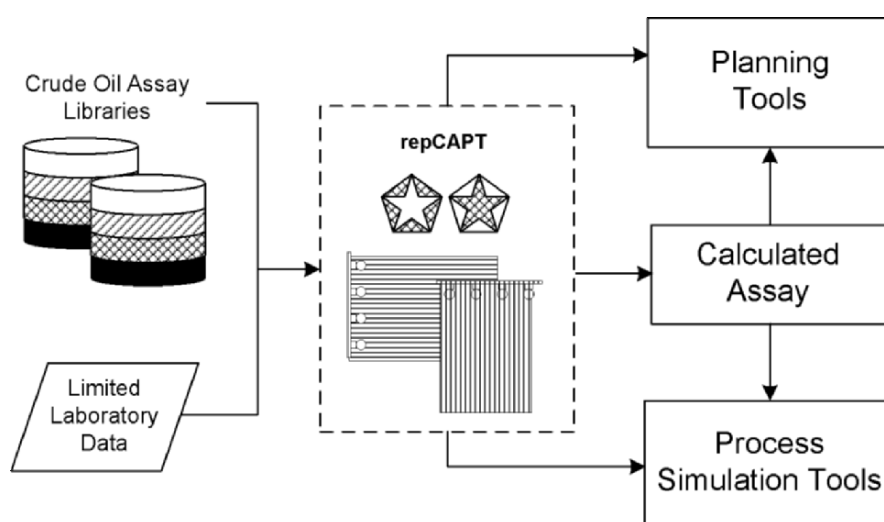 Crude Oil Assay
Libraries
Limited
Laboratory
Data
repCAPT
Planning
Tools
Calculated
Assay
Process
Simulation Tools